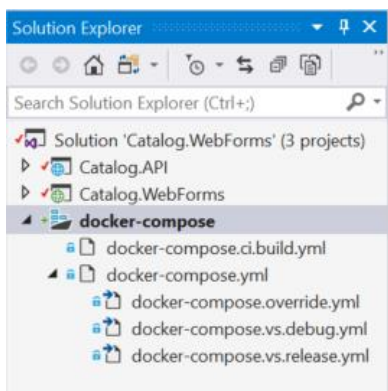 Solution Explorer
Search Solution Explorer (Ctrl+;)
Solution 'Catalog.WebForms' (3 projects)
Catalog.API
Catalog.WebForms
docker-compose
docker-compose.ci.build.yml
docker-compose.yml
docker-compose.override.yml
docker-compose.vs.debug.yml
docker-compose.vs.release.yml